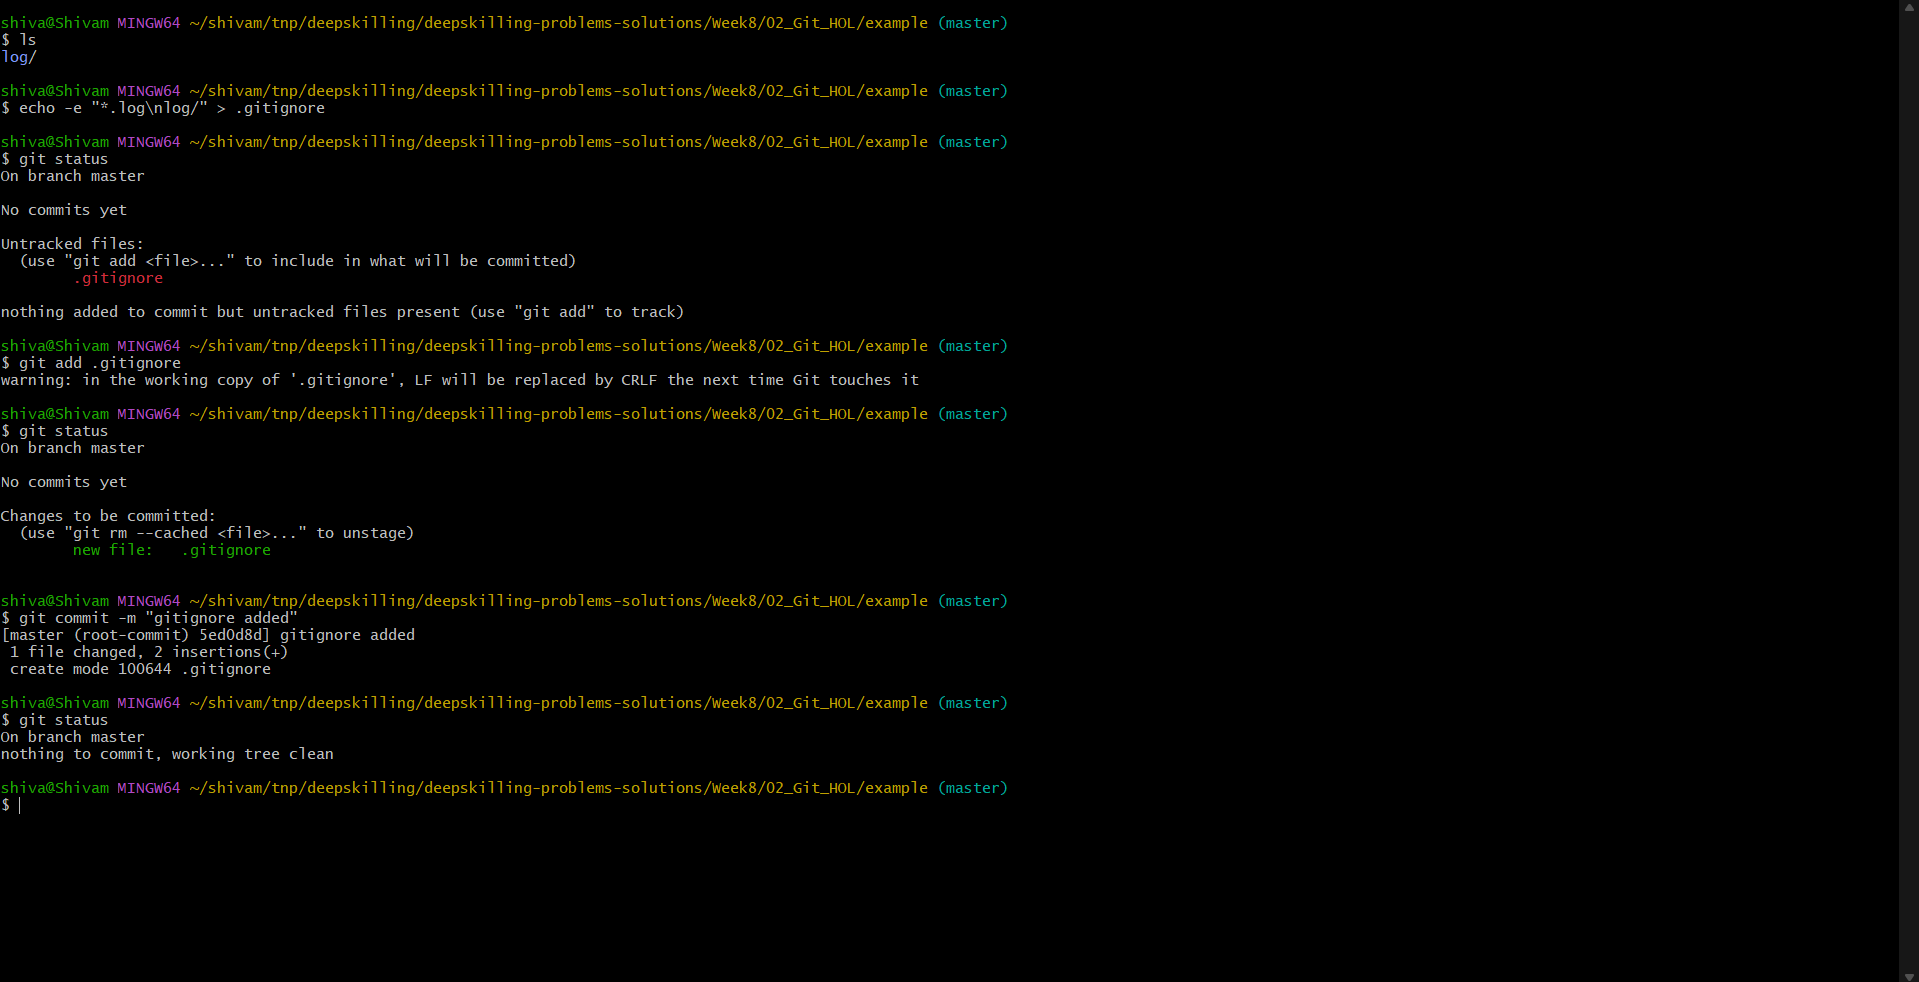 shiva@Shivam MINGW64 ~/shivam/tnp/deepskilling/deepskilling-problems-solutions/Week8/02_Git_HOL/example (master)
$ ls
log/
shiva@Shivam MINGW64 ~/shivam/tnp/deepskilling/deepskilling-problems-solutions/Week8/02_Git_HOL/example (master)
$ echo -e "*.log\nlog/" > .gitignore
shiva@Shivam MINGW64 ~/shivam/tnp/deepskilling/deepskilling-problems-solutions/Week8/02_Git_HOL/example (master)
$ git status
On branch master
No commits yet
Untracked files:
  (use "git add <file>..." to include in what will be committed)
        .gitignore
nothing added to commit but untracked files present (use "git add" to track)
shiva@Shivam MINGW64 ~/shivam/tnp/deepskilling/deepskilling-problems-solutions/Week8/02_Git_HOL/example (master)
$ git add .gitignore
warning: in the working copy of '.gitignore', LF will be replaced by CRLF the next time Git touches it
shiva@Shivam MINGW64 ~/shivam/tnp/deepskilling/deepskilling-problems-solutions/Week8/02_Git_HOL/example (master)
$ git status
On branch master
No commits yet
Changes to be committed:
  (use "git rm --cached <file>..." to unstage)
        new file:   .gitignore
shiva@Shivam MINGW64 ~/shivam/tnp/deepskilling/deepskilling-problems-solutions/Week8/02_Git_HOL/example (master)
$ git commit -m "gitignore added"
[master (root-commit) 5ed0d8d] gitignore added
 1 file changed, 2 insertions(+)
 create mode 100644 .gitignore
shiva@Shivam MINGW64 ~/shivam/tnp/deepskilling/deepskilling-problems-solutions/Week8/02_Git_HOL/example (master)
$ git status
On branch master
nothing to commit, working tree clean
shiva@Shivam MINGW64 ~/shivam/tnp/deepskilling/deepskilling-problems-solutions/Week8/02_Git_HOL/example (master)
$